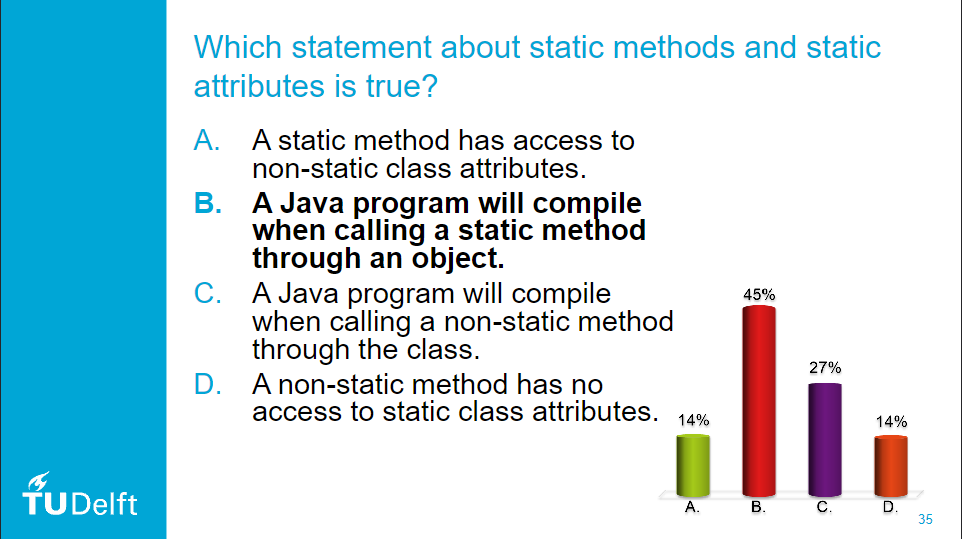 Which statement about static methods and static
attributes is true?
A. A static method has access to
non-static class attributes.
B. A Java program will compile
when calling a static method
through an object.
C. A Java program will compile
when calling a non-static method
through the class.
D. A non-static method has no
access to static class attributes.
45%
27%
14%
14%
A. B. C. D.
TUDelft
35